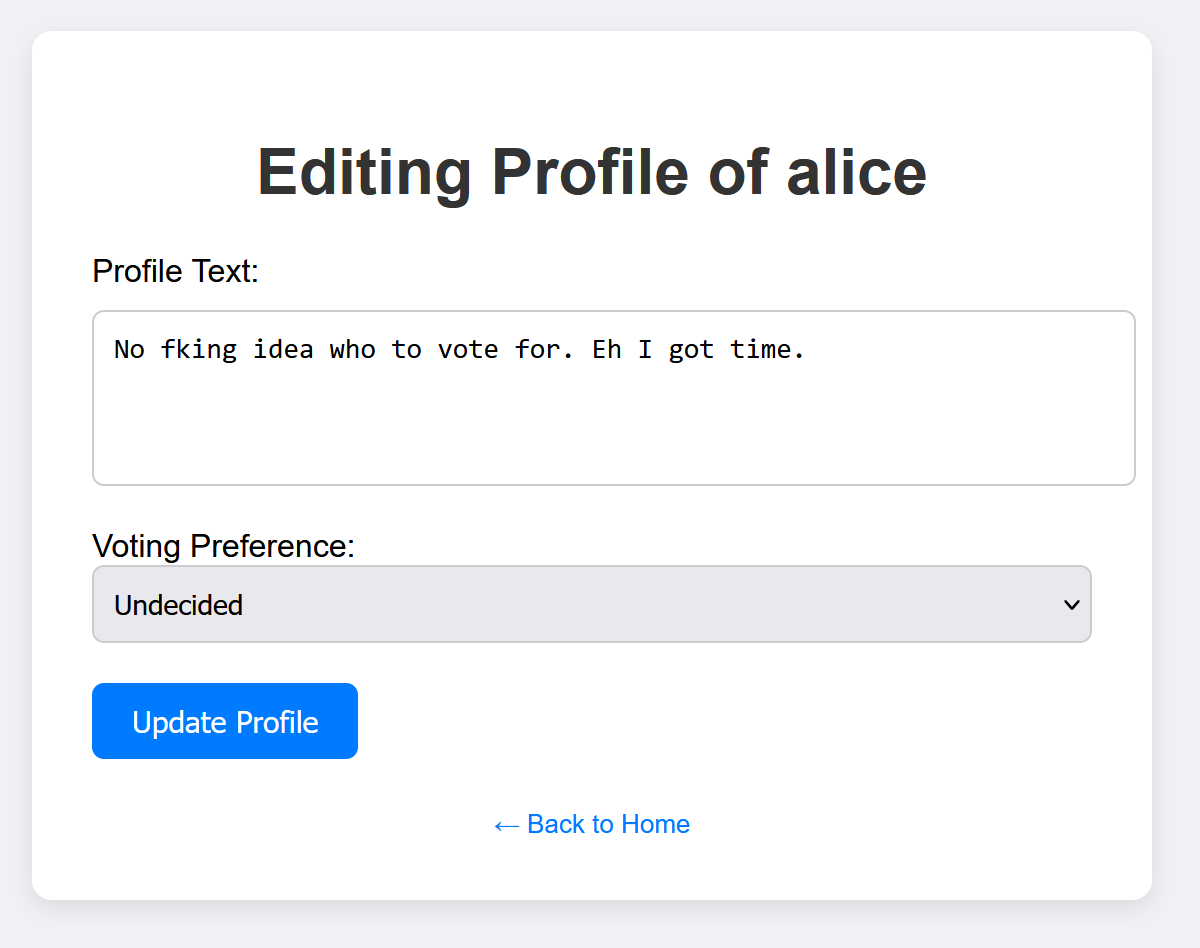 Editing Profile of alice
Profile Text:
No fking idea who to vote for. Eh I got time.
Voting Preference:
Undecided
Update Profile
← Back to Home